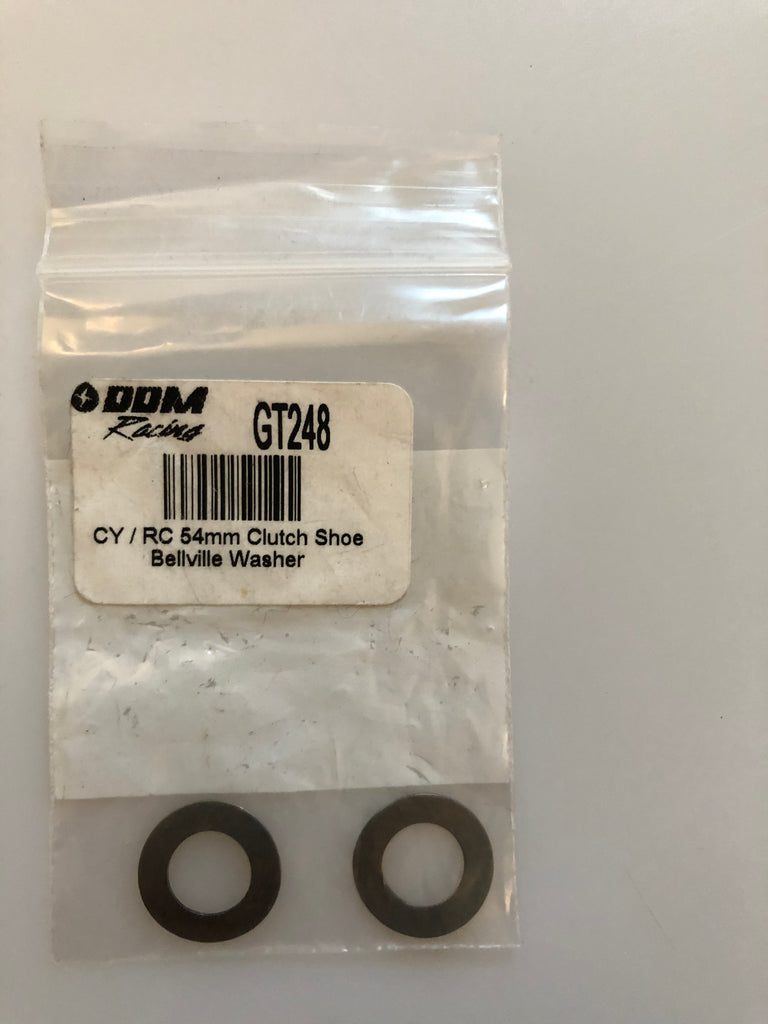 DDM
Racing
GT248
CY / RC 54mm Clutch Shoe
Bellville Washer